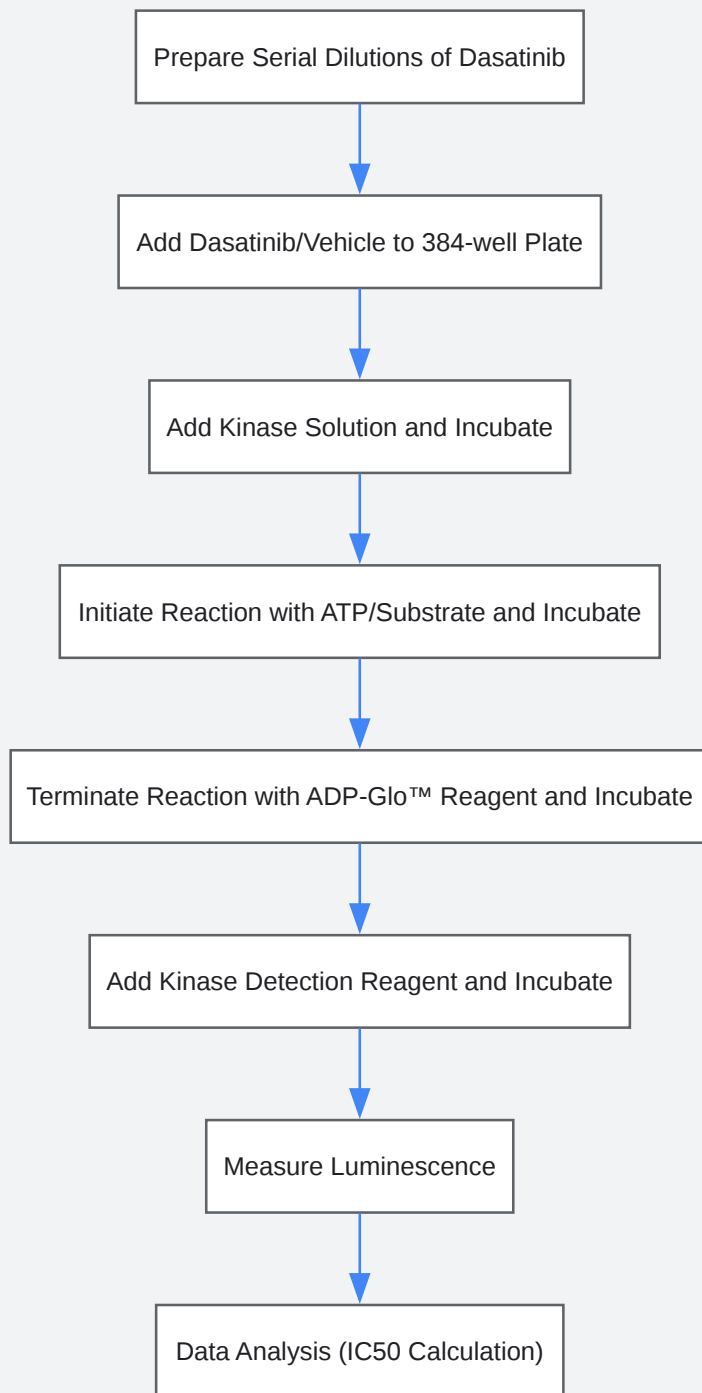 Prepare Serial Dilutions of Dasatinib
Add Dasatinib/Vehicle to 384-well Plate
Add Kinase Solution and Incubate
Initiate Reaction with ATP/Substrate and Incubate
Terminate Reaction with ADP-Glo™ Reagent and Incubate
Add Kinase Detection Reagent and Incubate
Measure Luminescence
Data Analysis (IC50 Calculation)